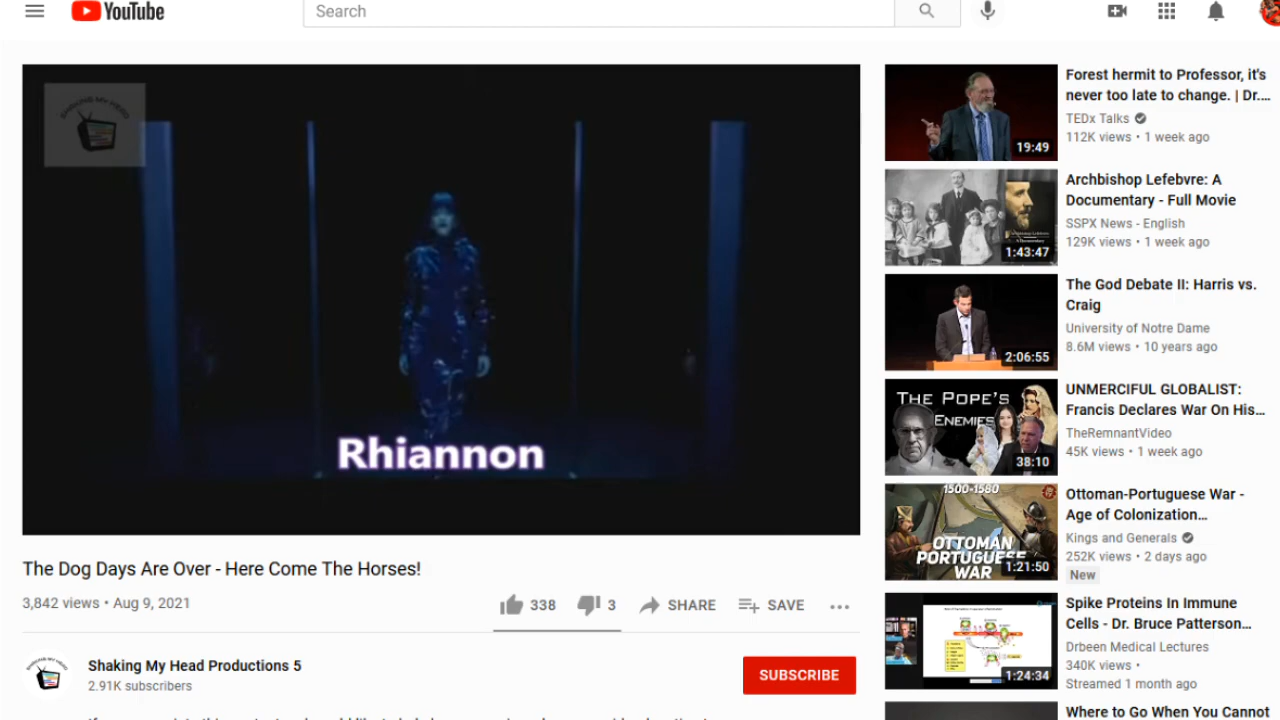 YouTube
Search
SHAKING MY HEAD
Rhiannon
The Dog Days Are Over - Here Come The Horses!
3,842 views • Aug 9, 2021
338
3
SHARE
SAVE
Shaking My Head Productions 5
2.91K subscribers
SUBSCRIBE
19:49
Forest hermit to Professor, it's
never too late to change. | Dr....
TEDx Talks
112K views • 1 week ago
1:43:47
Archbishop Lefebvre: A
Documentary - Full Movie
SSPX News - English
129K views • 1 week ago
2:06:55
The God Debate II: Harris vs.
Craig
University of Notre Dame
8.6M views • 10 years ago
THE POPE'S
ENEMIES
38:10
UNMERCIFUL GLOBALIST:
Francis Declares War On His...
TheRemnantVideo
45K views • 1 week ago
1500-1580
OTTOMAN
PORTUGUESE
WAR
1:21:50
Ottoman-Portuguese War -
Age of Colonization...
Kings and Generals
252K views • 2 days ago
New
1:24:34
Spike Proteins In Immune
Cells - Dr. Bruce Patterson...
Drbeen Medical Lectures
340K views •
Streamed 1 month ago
Where to Go When You Cannot